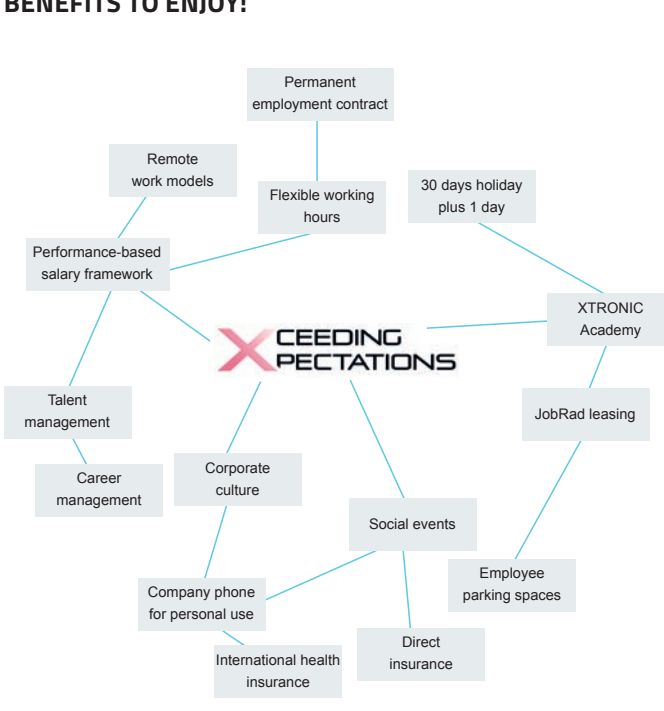 BENEFITS TO ENJOY!
Permanent
employment contract
Remote
work models
Flexible working
hours
30 days holiday
plus 1 day
Performance-based
salary framework
XTRONIC
Academy
XCEEDING
XPECTATIONS
Talent
management
JobRad leasing
Career
management
Corporate
culture
Social events
Employee
parking spaces
Company phone
for personal use
Direct
insurance
International health
insurance